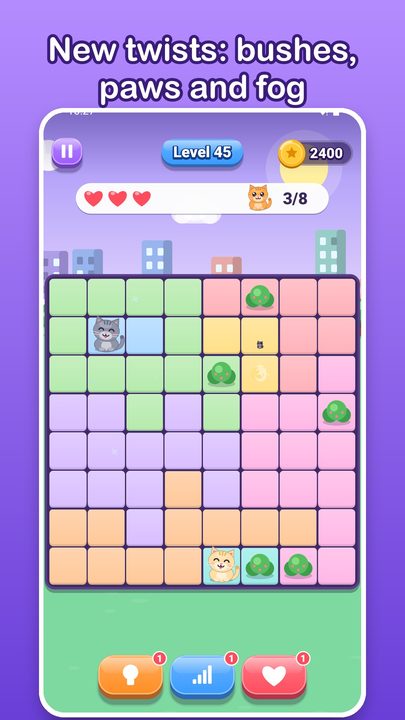 New twists: bushes,
paws and fog
Level 45
2400
3/8
1
1
1